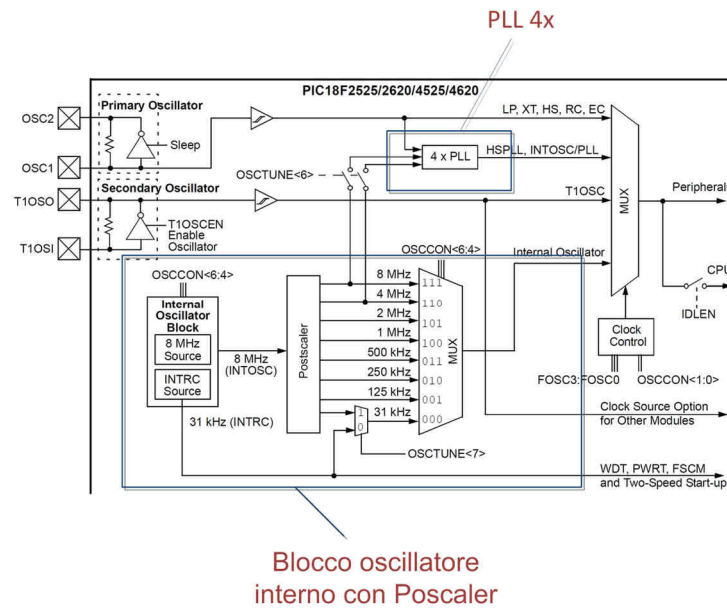 PLL 4x
PIC18F2525/2620/4525/4620
Primary Oscillator
LP, XT, HS, RC, EC
OSC2
Sleep
OSC1
4 x PLL
HSPLL, INTOSC/PLL
OSCTUNE<6>
Secondary Oscillator
T1OSO
T1OSC
MUX
Peripherals
T1OSCEN
Enable
Oscillator
T1OSI
OSCCON<6:4>
Internal Oscillator
OSCCON<6:4>
CPU
IDLEN
Internal
Oscillator
Block
8 MHz
Source
INTRC
Source
8 MHz
(INTOSC)
31 kHz (INTRC)
Postscaler
8 MHz
111
4 MHz
110
2 MHz
101
1 MHz
100
500 kHz
011
250 kHz
010
125 kHz
001
31 kHz
000
1
0
MUX
OSCTUNE<7>
Clock
Control
FOSC3:FOSC0
OSCCON<1:0>
Clock Source Option
for Other Modules
WDT, PWRT, FSCM
and Two-Speed Start-up
Blocco oscillatore
interno con Poscaler